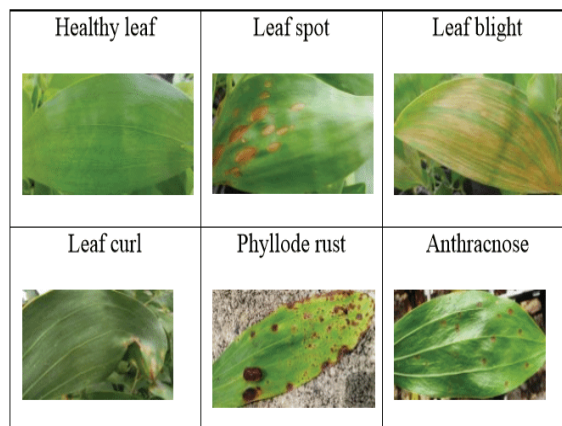 Healthy leaf
Leaf spot
Leaf blight
Leaf curl
Phyllode rust
Anthracnose